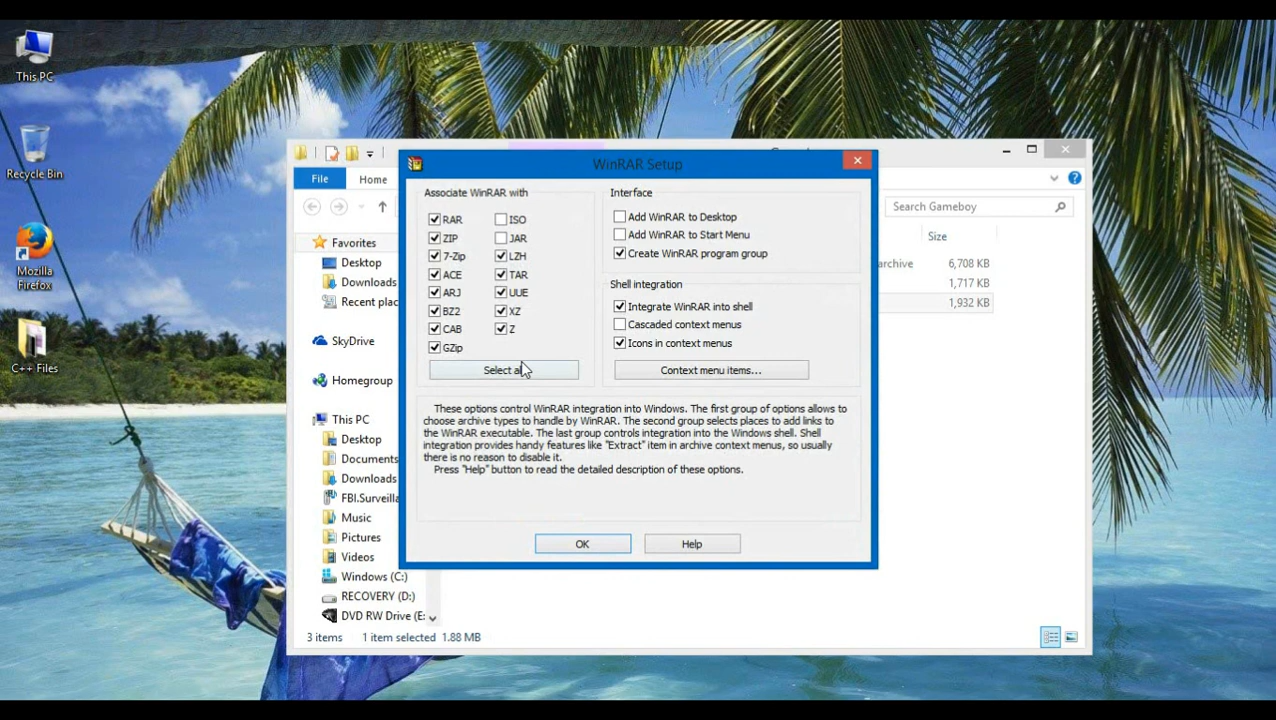 This PC
Recycle Bin
Mozilla
Firefox
C++ Files
File
Home
Search Gameboy
Favorites
Desktop
Downloads
Recent plac
SkyDrive
Homegroup
This PC
Desktop
Documents
Downloads
FBI.Surveilla
Music
Pictures
Videos
Windows (C:)
RECOVERY (D:)
DVD RW Drive (E:
3 items
1 item selected 1.88 MB
Size
archive
6,708 KB
1,717 KB
1,932 KB
WinRAR Setup
Associate WinRAR with
RAR
ZIP
7-Zip
ACE
ARJ
BZ2
CAB
GZip
ISO
JAR
LZH
TAR
UUE
XZ
Z
Interface
Add WinRAR to Desktop
Add WinRAR to Start Menu
Create WinRAR program group
Shell integration
Integrate WinRAR into shell
Cascaded context menus
Icons in context menus
Context menu items...
These options control WinRAR integration into Windows. The first group of options allows to
choose archive types to handle by WinRAR. The second group selects places to add links to
the WinRAR executable. The last group controls integration into the Windows shell. Shell
integration provides handy features like "Extract" item in archive context menus, so usually
there is no reason to disable it.
Press "Help" button to read the detailed description of these options.
Select
OK
Help